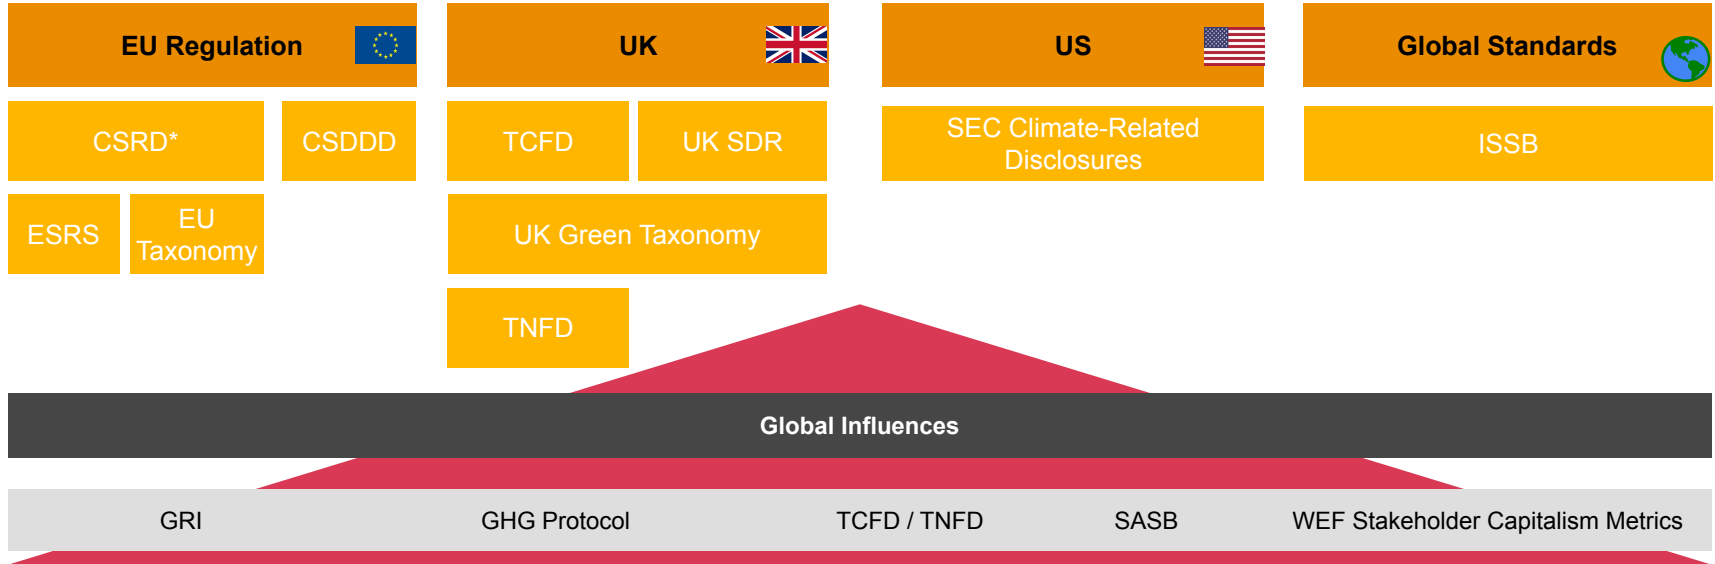 EU Regulation
UK
US
Global Standards
CSRD*
CSDDD
TCFD
UK SDR
SEC Climate-Related
Disclosures
ISSB
ESRS
EU
Taxonomy
UK Green Taxonomy
TNFD
Global Influences
GRI
GHG Protocol
TCFD / TNFD
SASB
WEF Stakeholder Capitalism Metrics